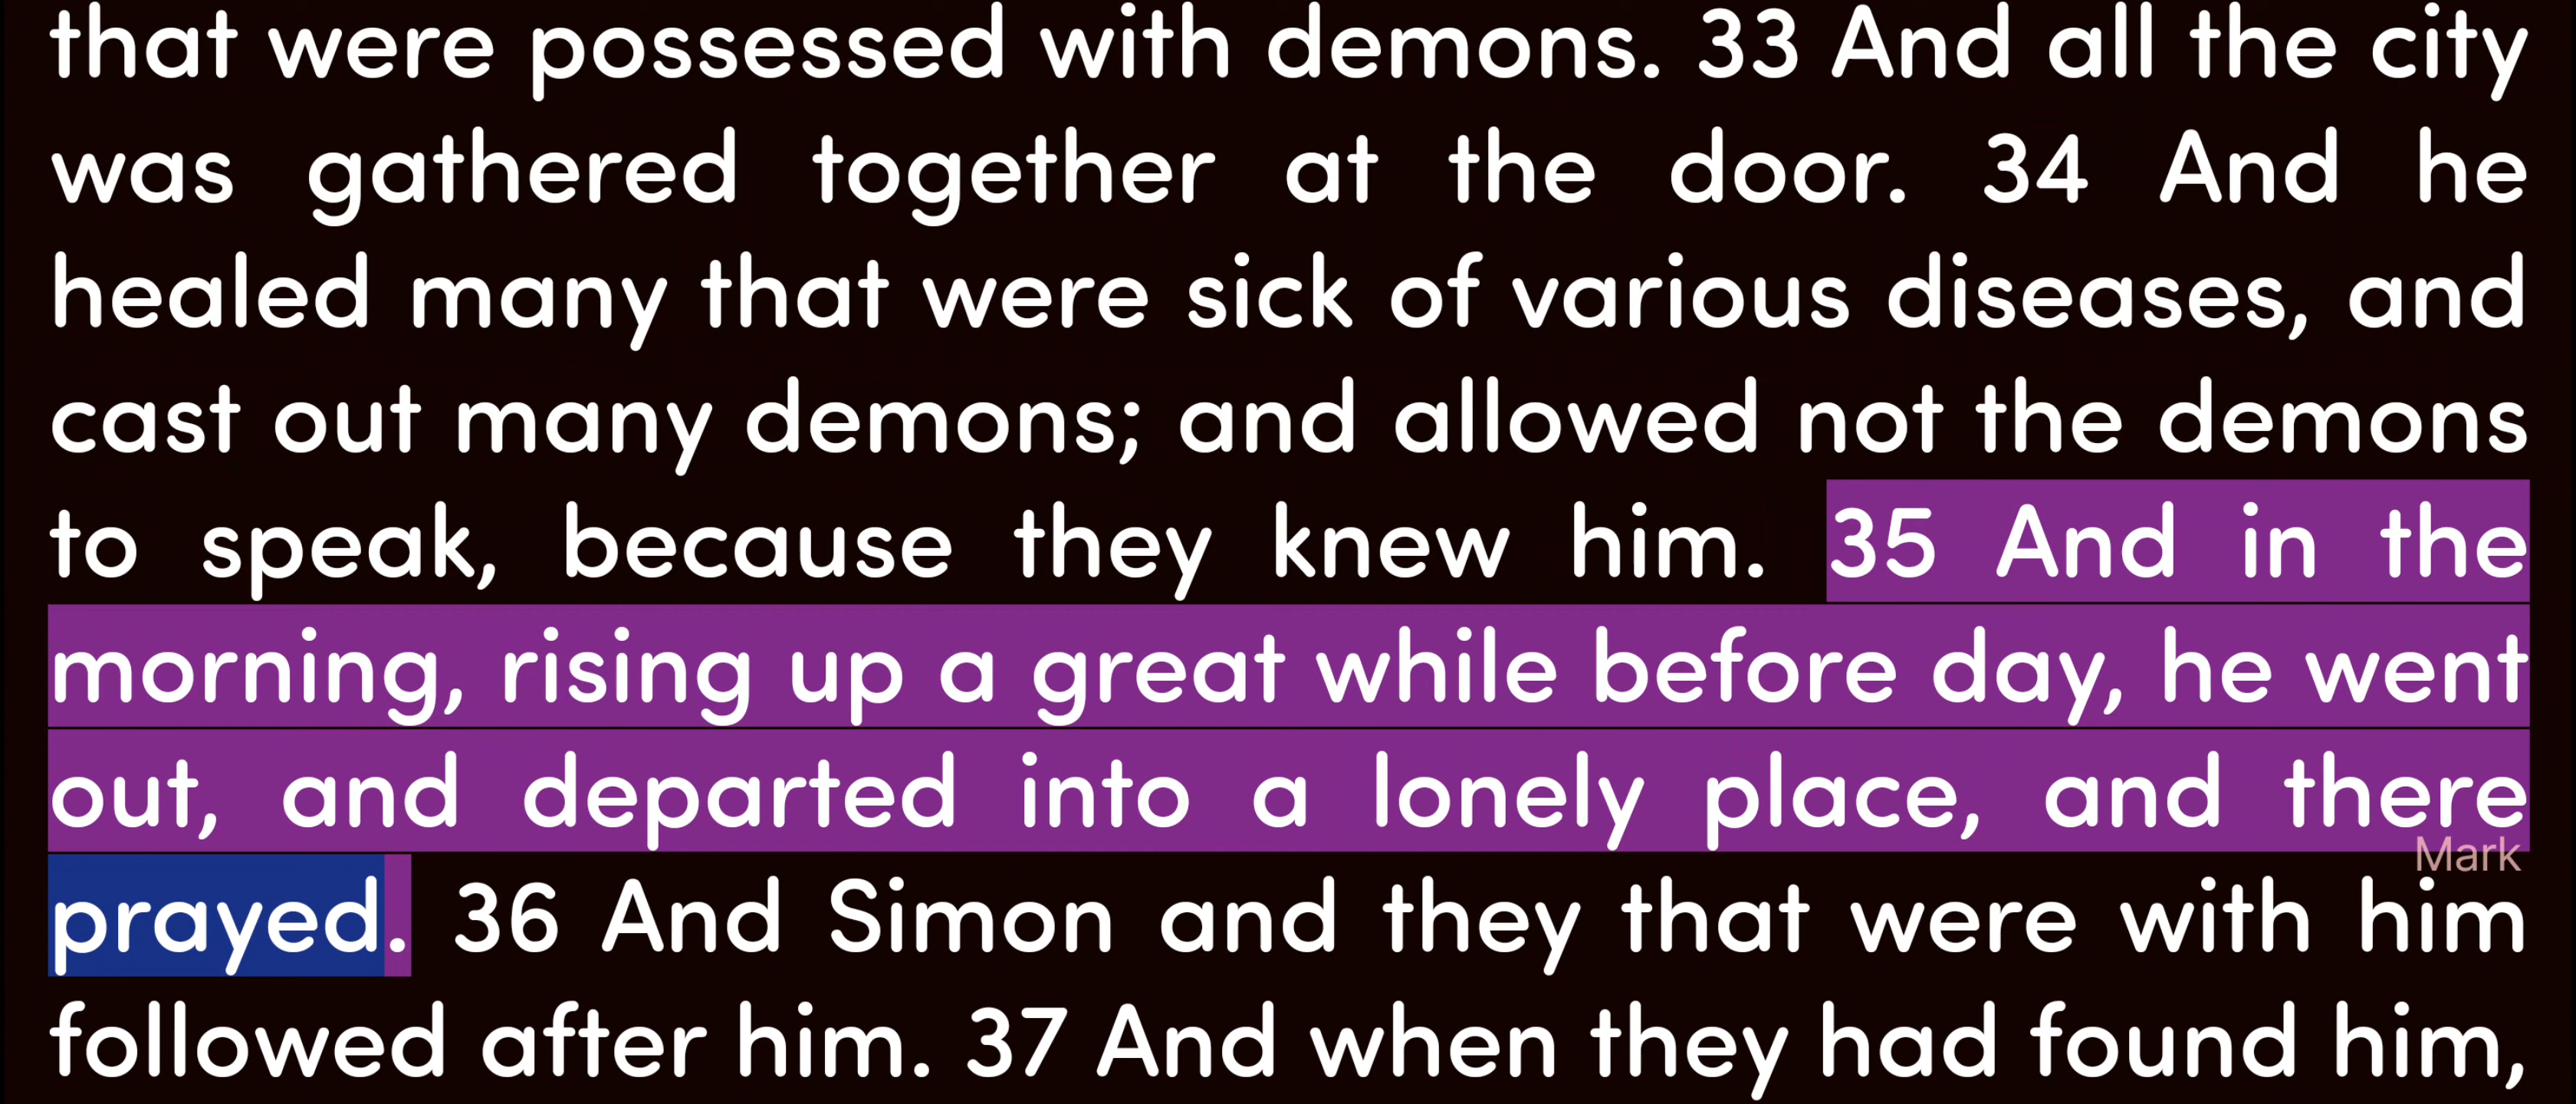 that were possessed with demons. 33 And all the city
was gathered together at the door. 34 And he
healed many that were sick of various diseases, and
cast out many demons; and allowed not the demons
to speak, because they knew him. 35 And in the
morning, rising up a great while before day, he went
out, and departed into a lonely place, and there
Mark
prayed. 36 And Simon and they that were with him
followed after him. 37 And when they had found him,